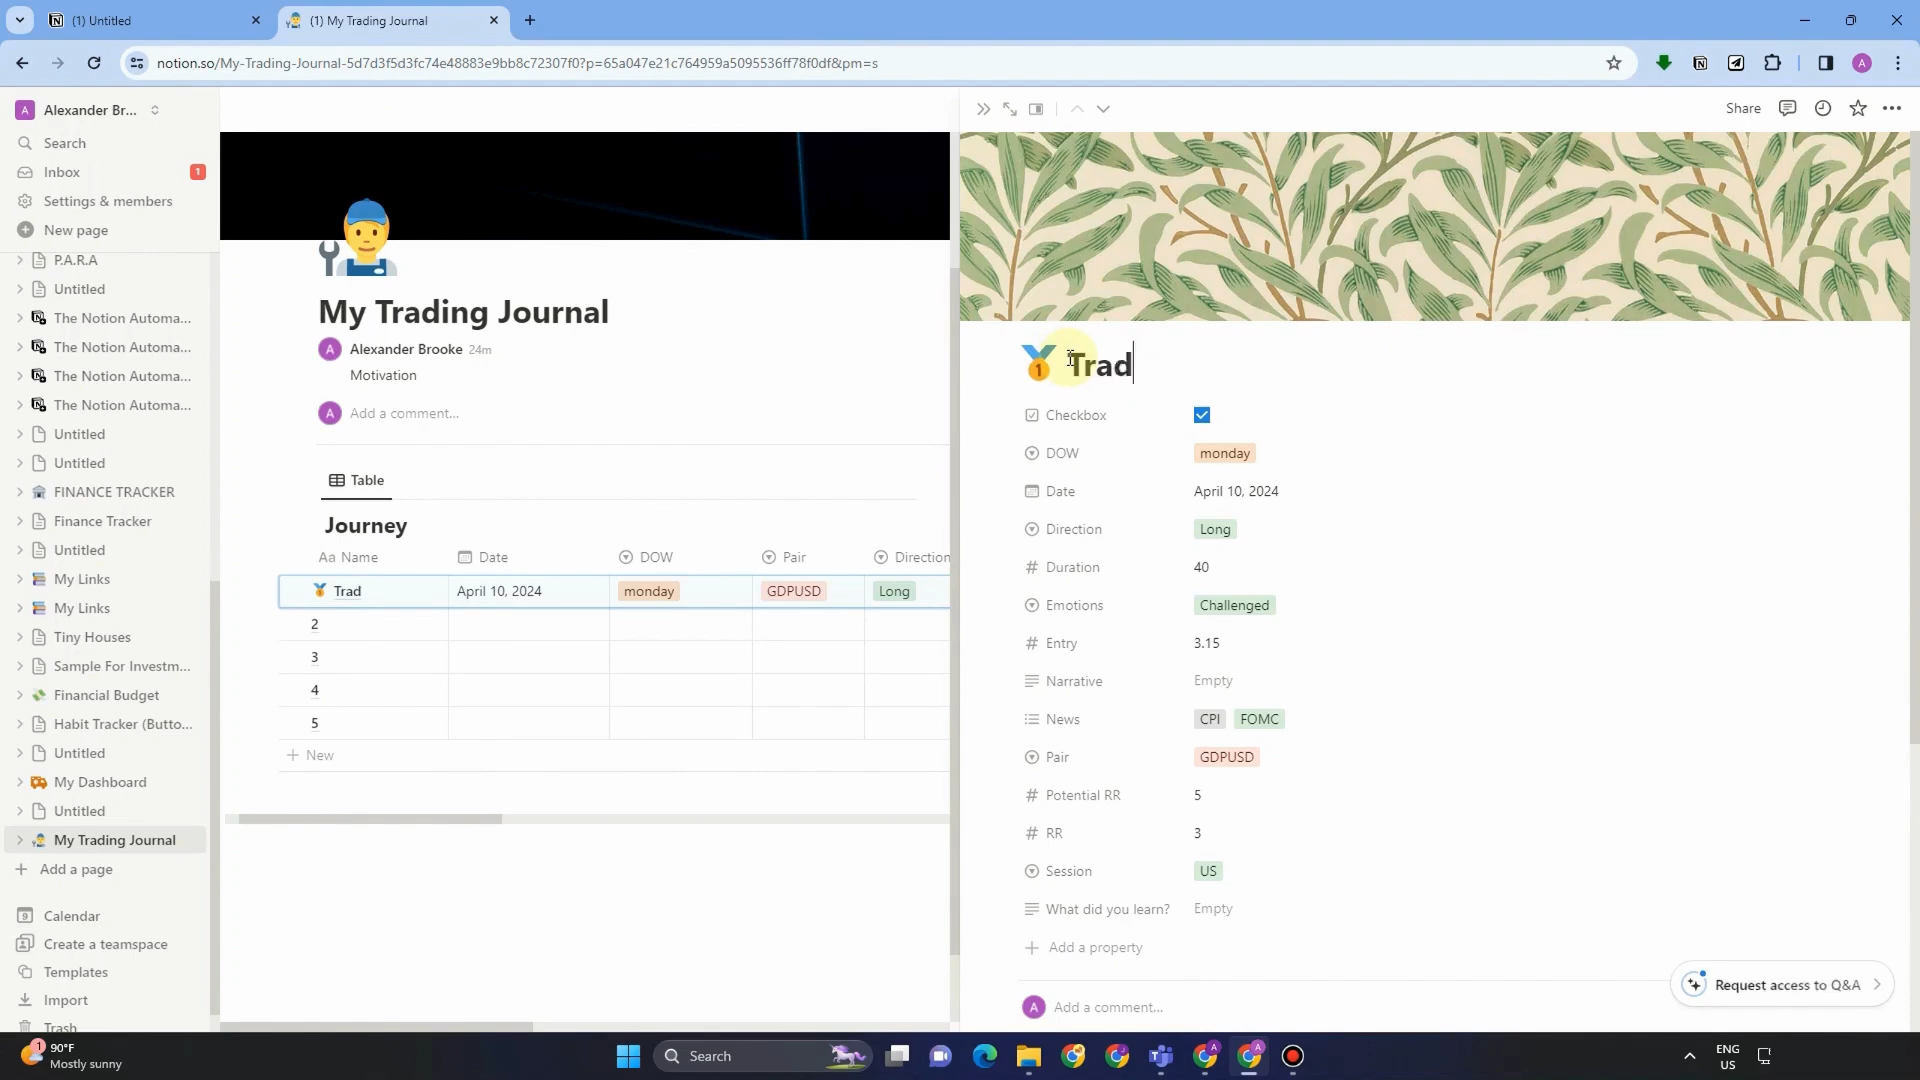 (1) Untitled
(1) My Trading Journal
notion.so/My-Trading-Journal-5d7d3f5d3fc74e48883e9bb8c72307f0?p=65a047e21c764959a5095536ff78f0df&pm=s
A
A Alexander Br...
Search
Inbox 1
Settings & members
New page
P.A.R.A
Untitled
The Notion Automa...
The Notion Automa...
The Notion Automa...
The Notion Automa...
Untitled
Untitled
FINANCE TRACKER
Finance Tracker
Untitled
My Links
My Links
Tiny Houses
Sample For Investm...
Financial Budget
Habit Tracker (Butto...
Untitled
My Dashboard
Untitled
My Trading Journal
Add a page
Calendar
Create a teamspace
Templates
Import
Trash
My Trading Journal
A Alexander Brooke 24m
Motivation
A Add a comment...
Table
Journey
Aa Name Date DOW Pair Direction
Trad April 10, 2024 monday GDPUSD Long
2
3
4
5
+ New
Share
1 Trad
Checkbox
DOW monday
Date April 10, 2024
Direction Long
Duration 40
Emotions Challenged
Entry 3.15
Narrative Empty
News CPI FOMC
Pair GDPUSD
Potential RR 5
RR 3
Session US
What did you learn? Empty
Add a property
A Add a comment...
Request access to Q&A
1 90°F
Mostly sunny
Search
ENG
US